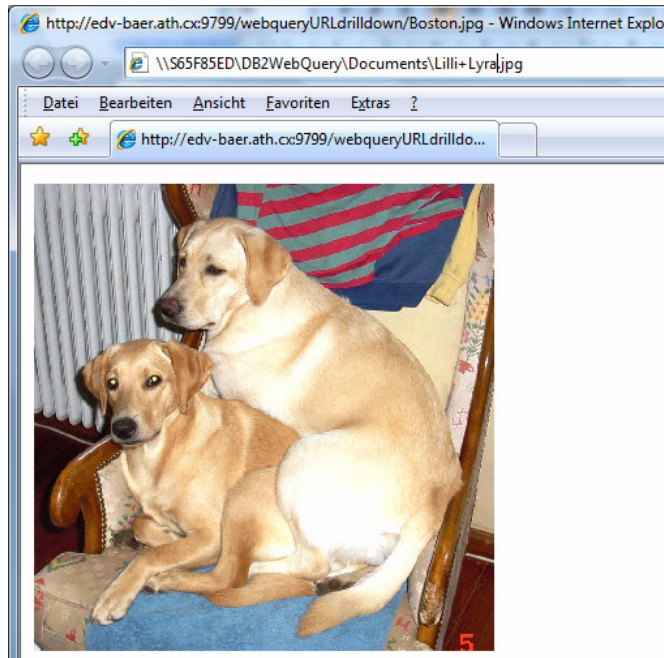 http://edv-baer.ath.cx:9799/webqueryURLdrilldown/Boston.jpg - Windows Internet Explo
\\S65F85ED\DB2WebQuery\Documents\Lilli+Lyra.jpg
Datei Bearbeiten Ansicht Favoriten Extras ?
http://edv-baer.ath.cx:9799/webqueryURLdrilldo...
5